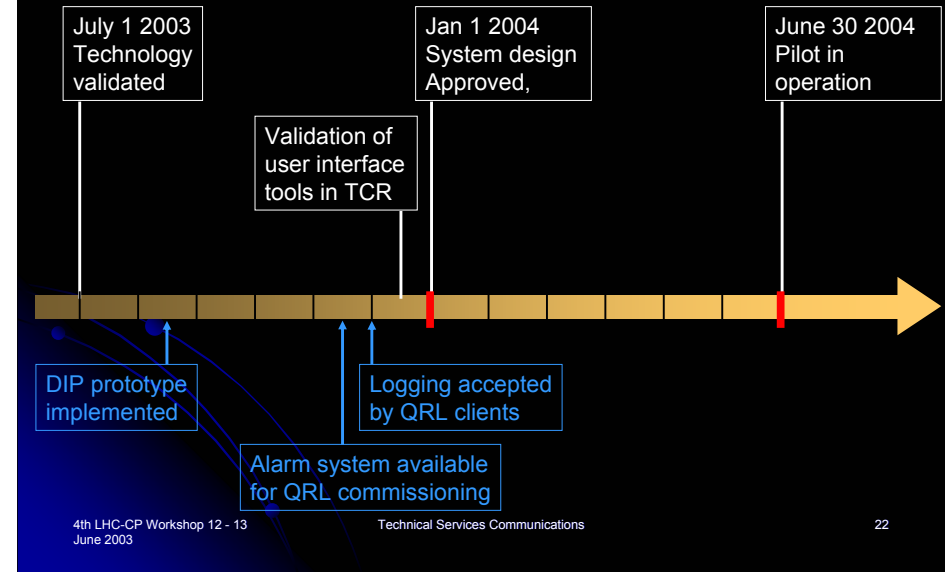 July 1 2003
Technology
validated
Jan 1 2004
System design
Approved,
June 30 2004
Pilot in
operation
Validation of
user interface
tools in TCR
DIP prototype
implemented
Logging accepted
by QRL clients
Alarm system available
for QRL commissioning
4th LHC-CP Workshop 12 - 13
June 2003
Technical Services Communications
22